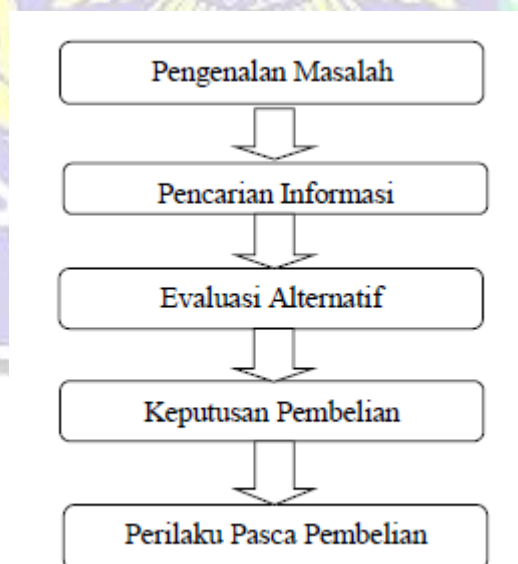 Pengenalan Masalah
Pencarian Informasi
Evaluasi Alternatif
Keputusan Pembelian
Perilaku Pasca Pembelian